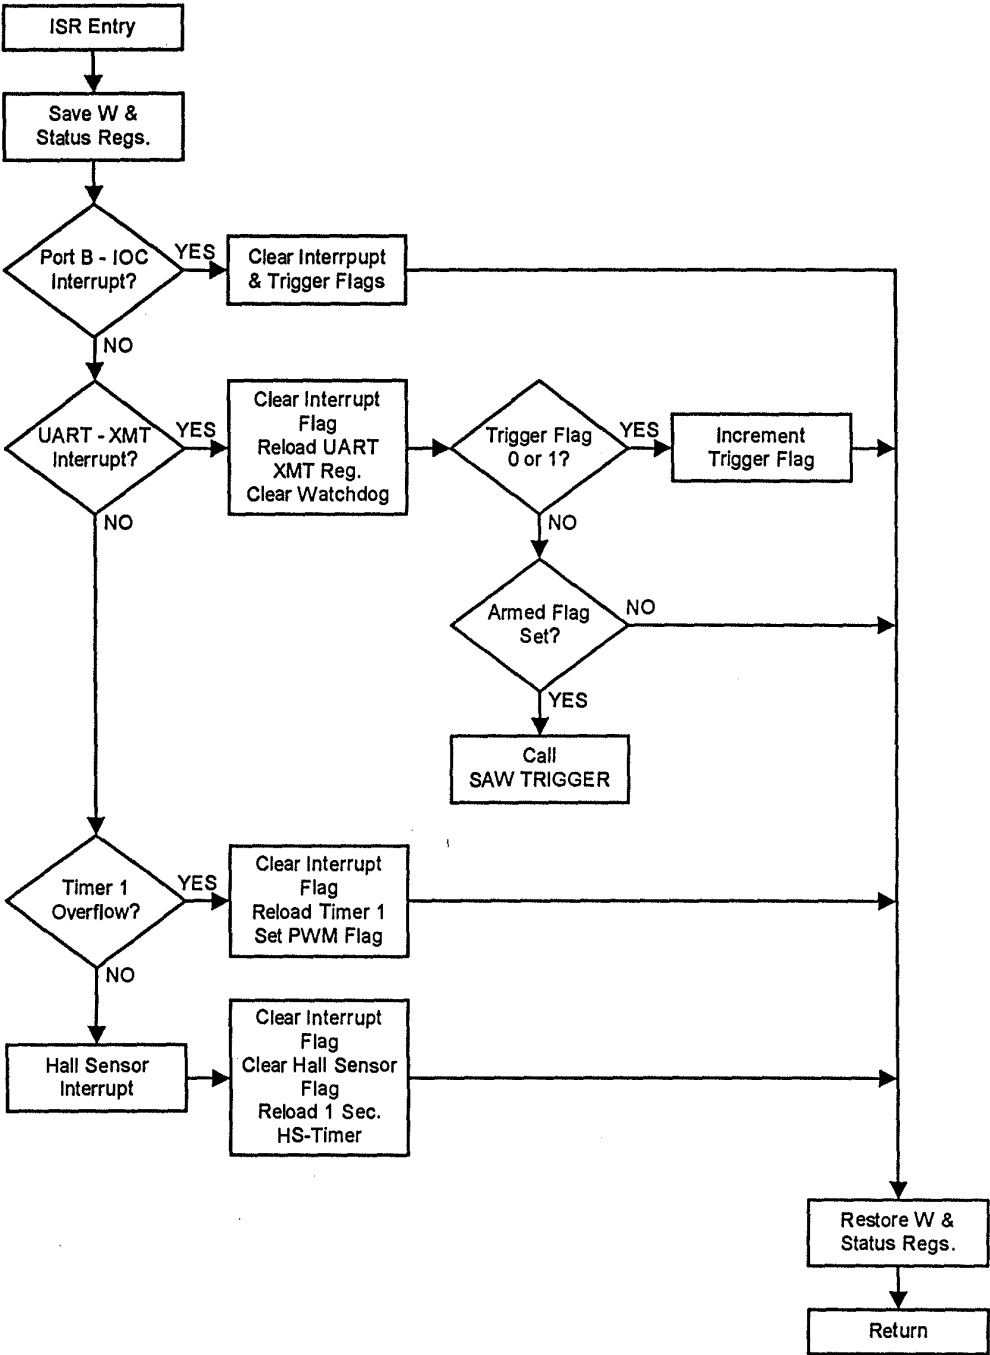 ISR Entry
Save W &
Status Regs.
Port B - IOC
Interrupt?
YES
Clear Interrpupt
& Trigger Flags
NO
UART - XMT
Interrupt?
YES
Clear Interrupt
Flag
Reload UART
XMT Reg.
Clear Watchdog
Trigger Flag
0 or 1?
YES
Increment
Trigger Flag
NO
NO
Armed Flag
Set?
NO
YES
Call
SAW TRIGGER
Timer 1
Overflow?
YES
Clear Interrupt
Flag
Reload Timer 1
Set PWM Flag
NO
Hall Sensor
Interrupt
Clear Interrupt
Flag
Clear Hall Sensor
Flag
Reload 1 Sec.
HS-Timer
Restore W &
Status Regs.
Return